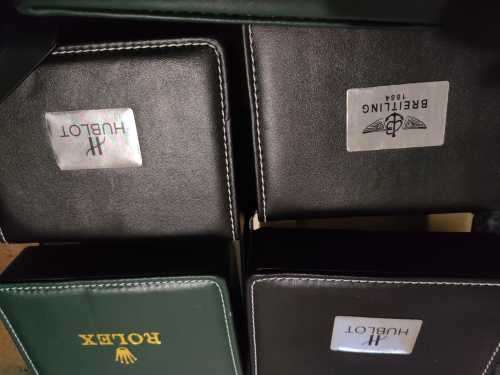 HUBLOT
BREITLING
1884
ROLEX
HUBLOT